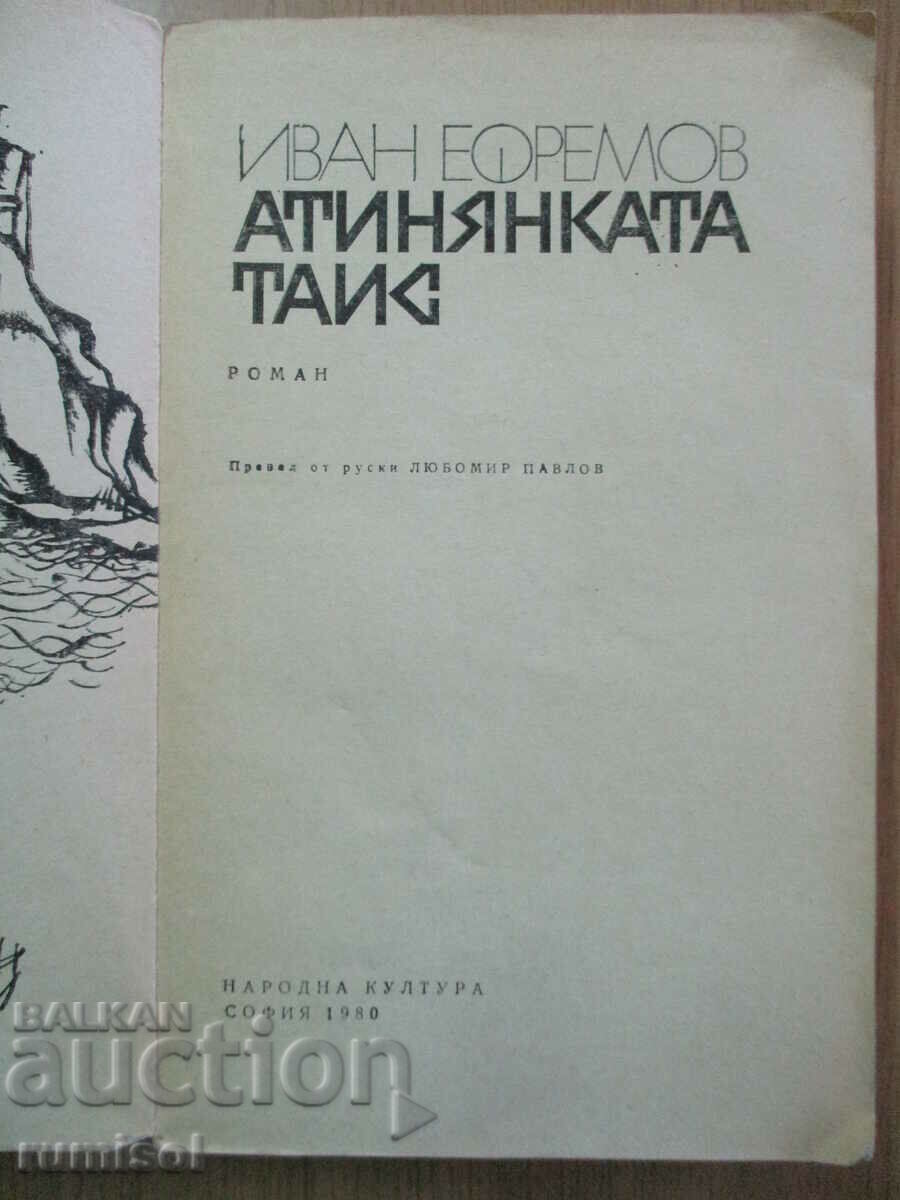 ИВАН ЕФРЕМОВ
АТИНЯНКАТА
ТАИС
РОМАН
Превел от руски ЛЮБОМИР ПАВЛОВ
НАРОДНА КУЛТУРА
СОФИЯ 1980
BALKAN
auction
rumisol